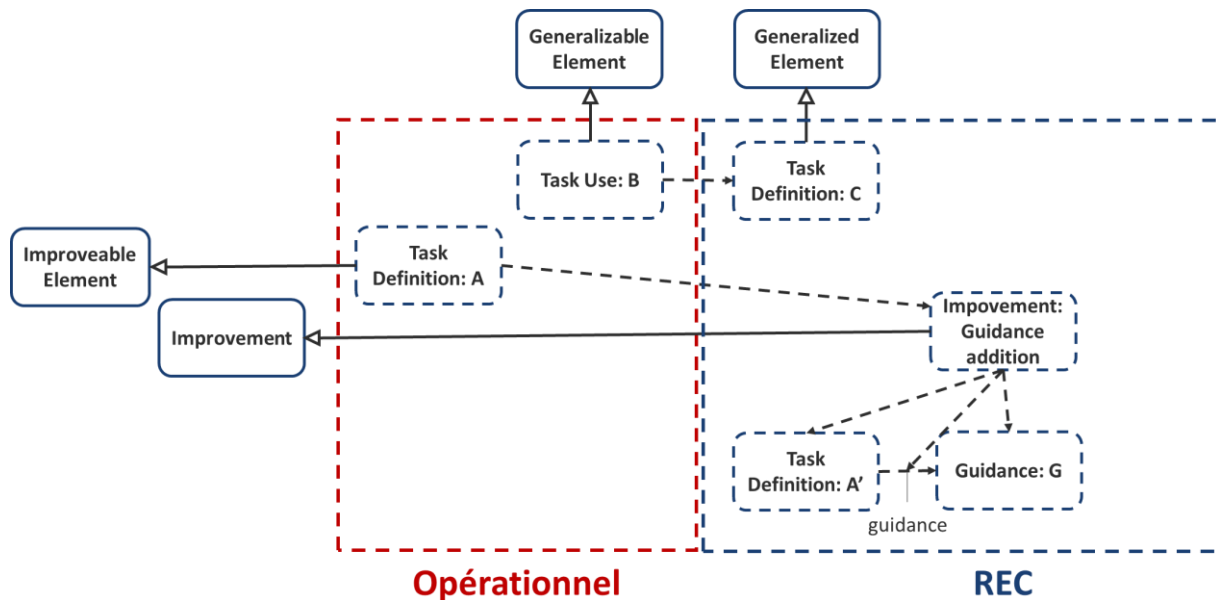 Generalizable
Element
Generalized
Element
Task Use: B
Task
Definition: C
Improveable
Element
Task
Definition: A
Improvement
Impovement:
Guidance
addition
Task
Definition: A’
Guidance: G
guidance
Opérationnel
REC